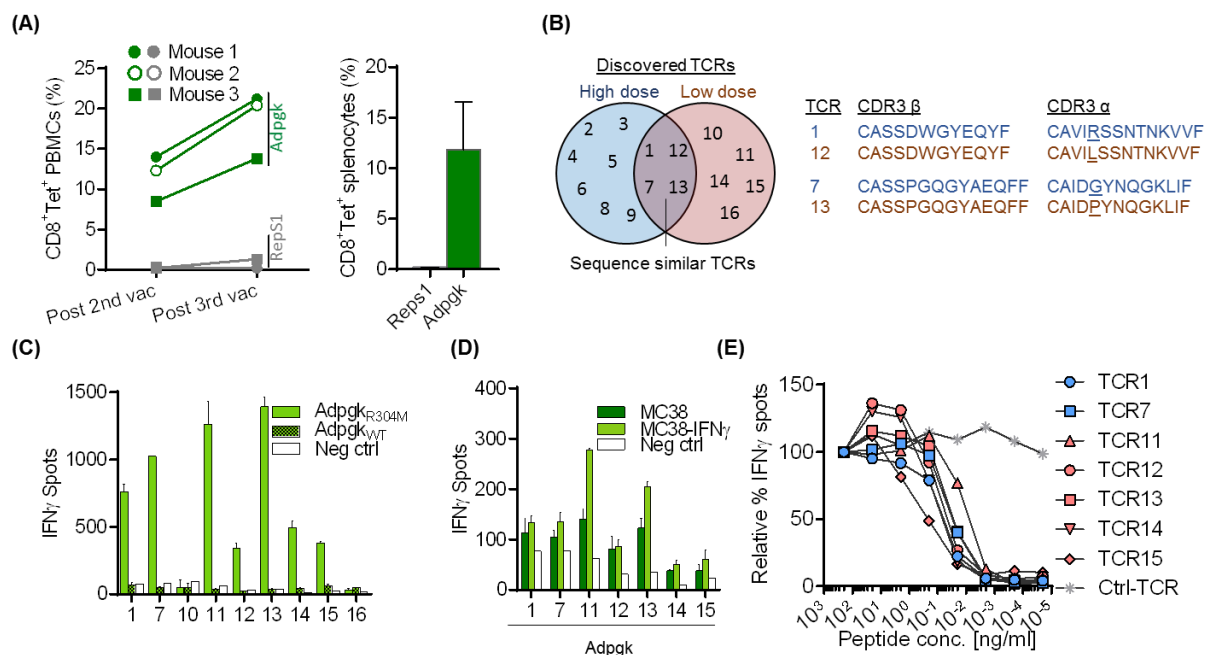 (A)
CD8+Tet+ PBMCs (%)
25
20
15
10
5
0
Mouse 1
Mouse 2
Mouse 3
Adpgk
RepS1
Post 2nd vac
Post 3rd vac
CD8+Tet+ splenocytes (%)
20
15
10
5
0
Reps1
Adpgk
(B)
Discovered TCRs
High dose
Low dose
2 3 4 5 6 8 9
1 12 7 13
10 11 14 15 16
Sequence similar TCRs
TCR CDR3 β CDR3 α
1 CASSDWGYEQYF CAVIRSSNTNKVVF
12 CASSDWGYEQYF CAVILSSNTNKVVF
7 CASSPGQGYAEQFF CAIDGYNQGKLIF
13 CASSPGQGYAEQFF CAIDPYNQGKLIF
(C)
IFNγ Spots
1500
1000
500
0
AdpgkR304M
AdpgkWT
Neg ctrl
1 7 10 11 12 13 14 15 16
(D)
IFNγ Spots
400
300
200
100
0
MC38
MC38-IFNγ
Neg ctrl
1 7 11 12 13 14 15
Adpgk
(E)
Relative % IFNγ spots
150
100
50
0
10³ 10² 10¹ 10⁰ 10⁻¹ 10⁻² 10⁻³ 10⁻⁴ 10⁻⁵
Peptide conc. [ng/ml]
TCR1
TCR7
TCR11
TCR12
TCR13
TCR14
TCR15
Ctrl-TCR